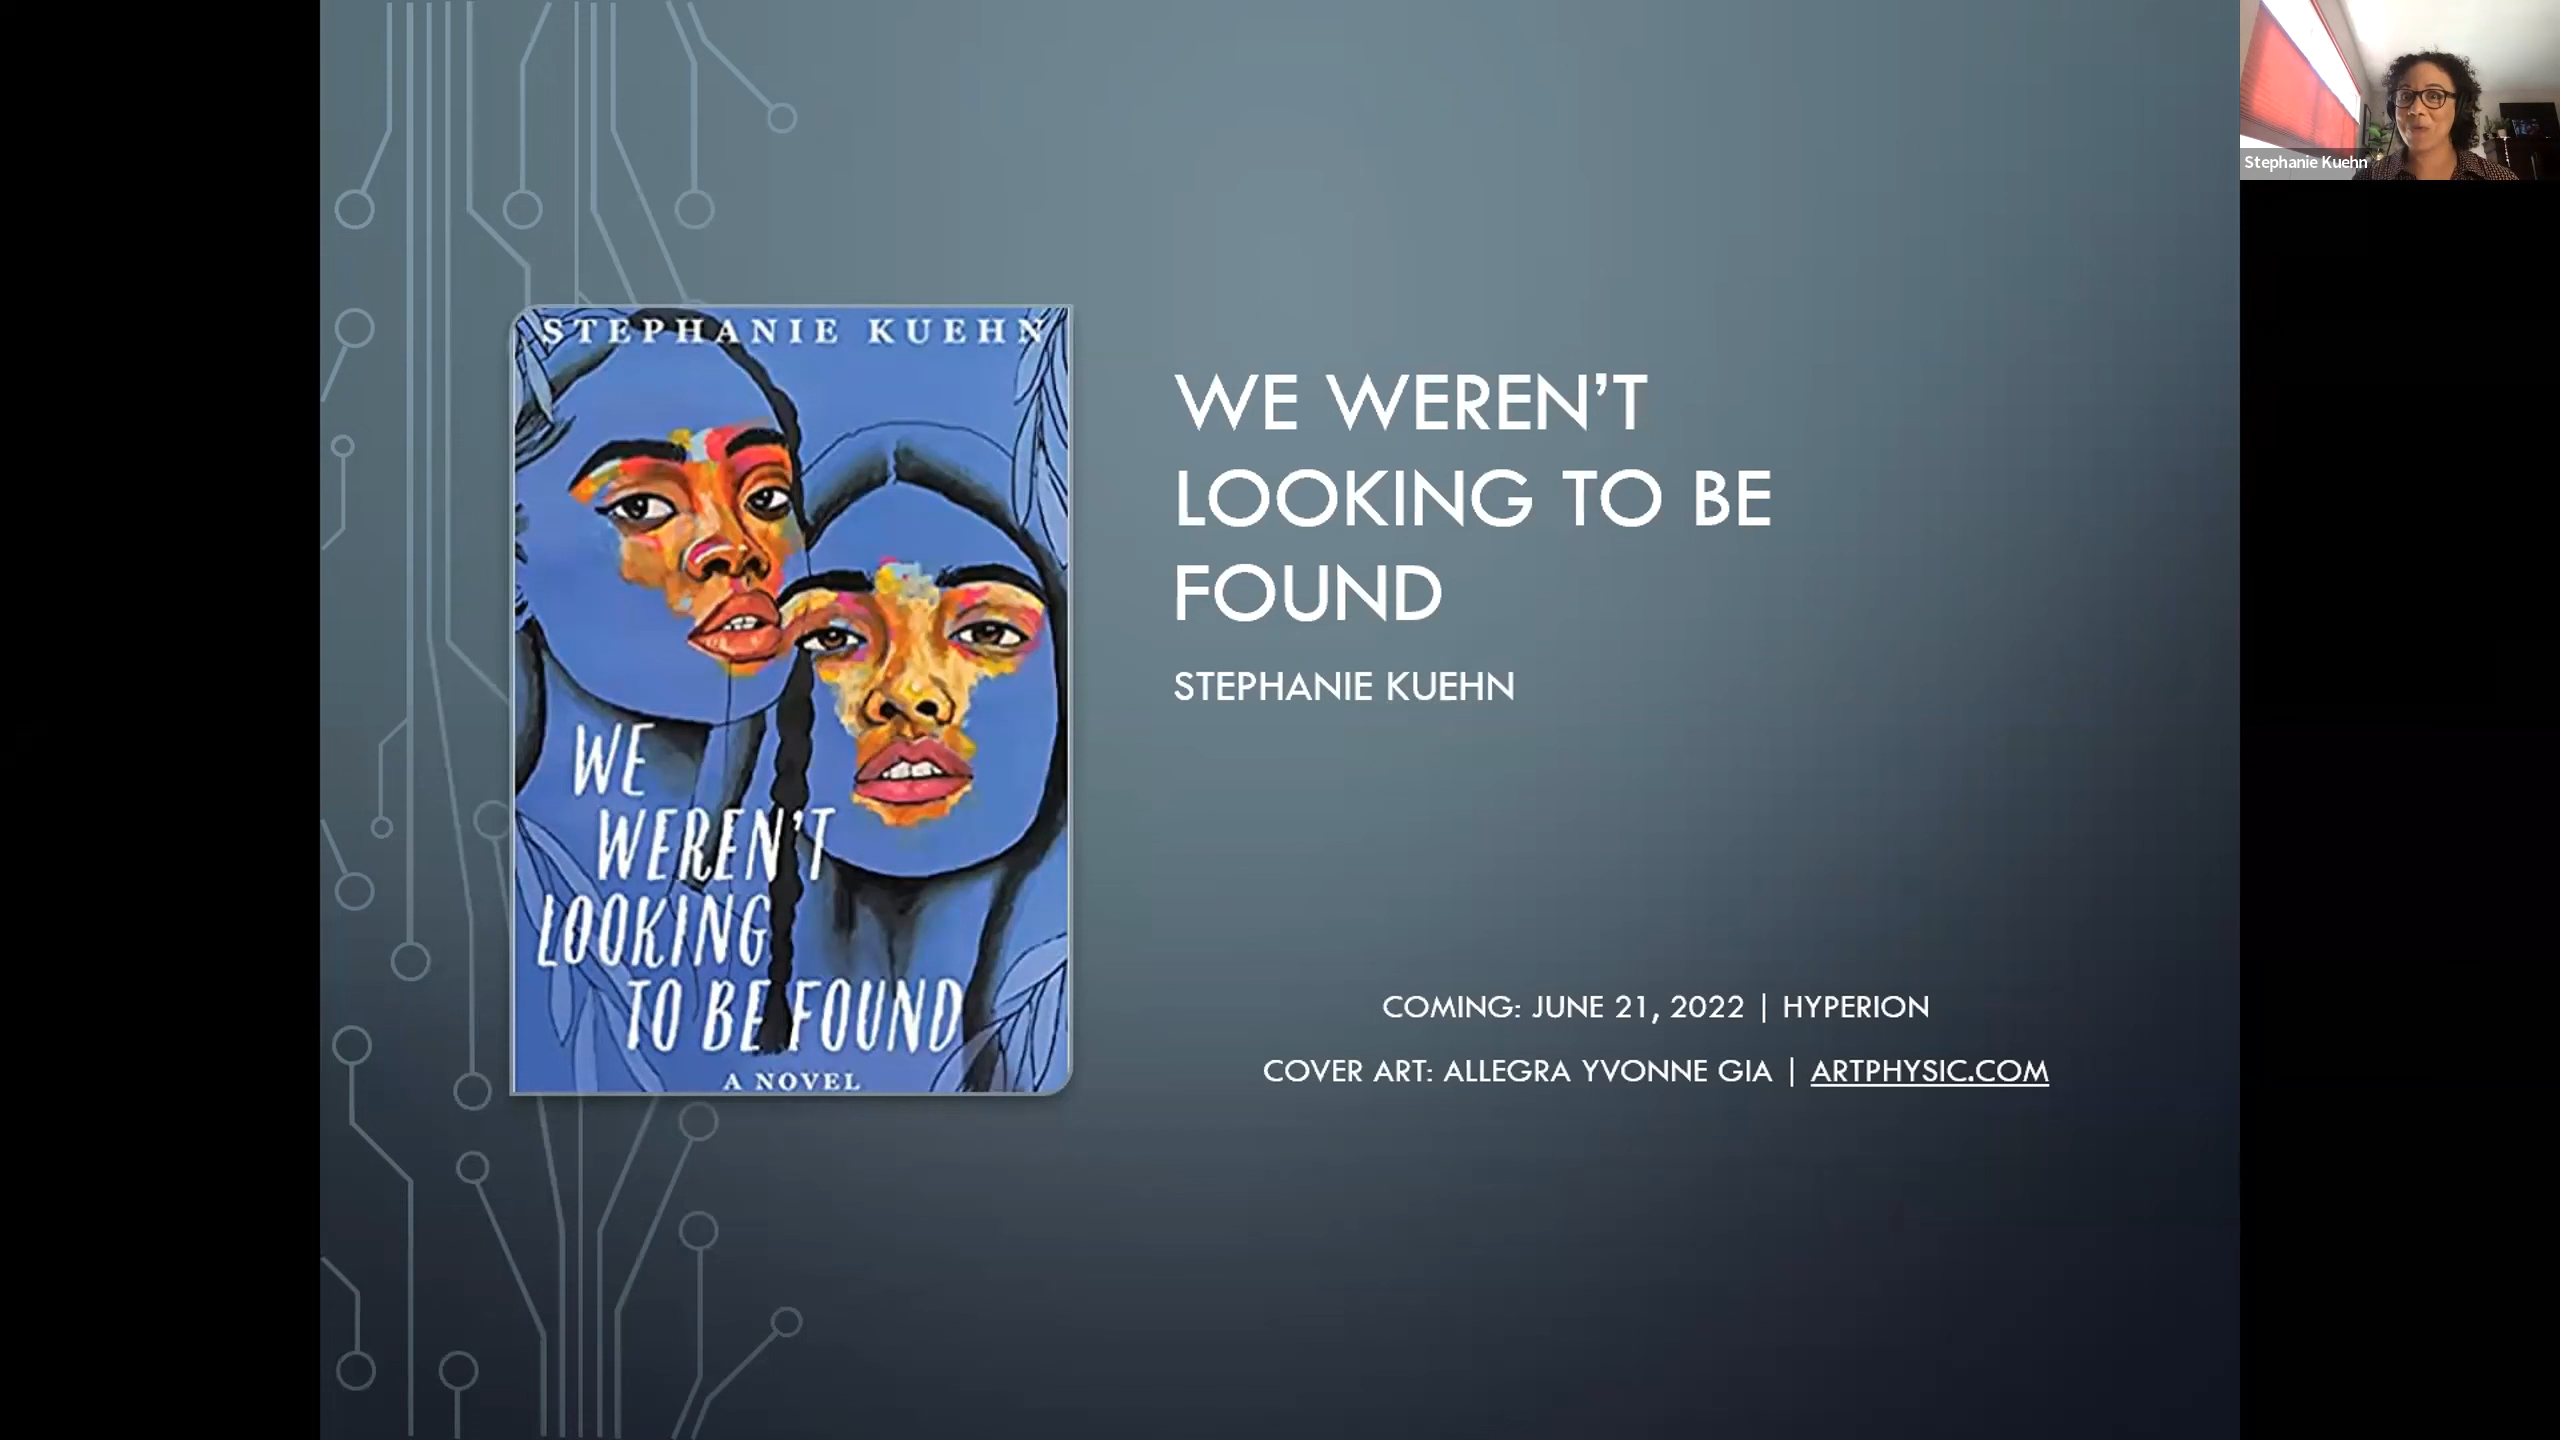 STEPHANIE KUEHN
WE
WEREN'T
LOOKING
TO BE FOUND
A NOVEL
WE WEREN’T
LOOKING TO BE
FOUND
STEPHANIE KUEHN
COMING: JUNE 21, 2022 | HYPERION
COVER ART: ALLEGRA YVONNE GIA | ARTPHYSIC.COM
Stephanie Kuehn